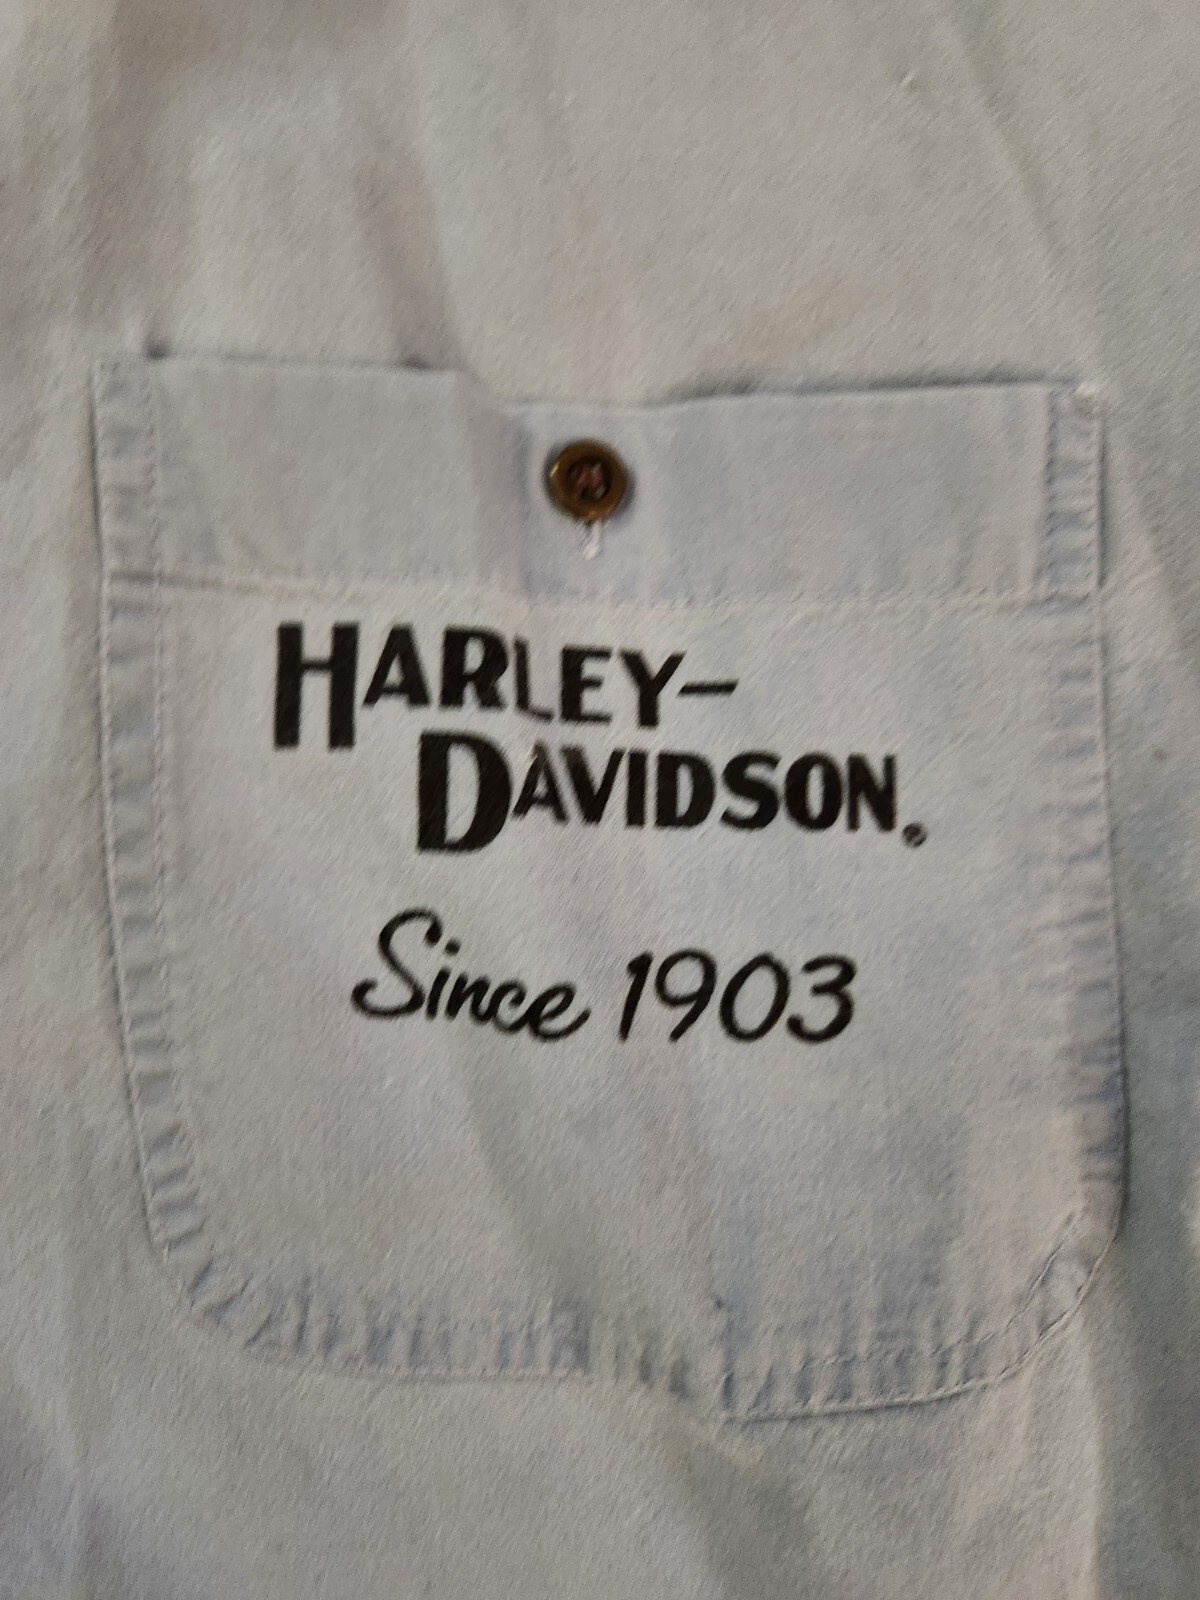 HARLEY-
DAVIDSON®
Since 1903